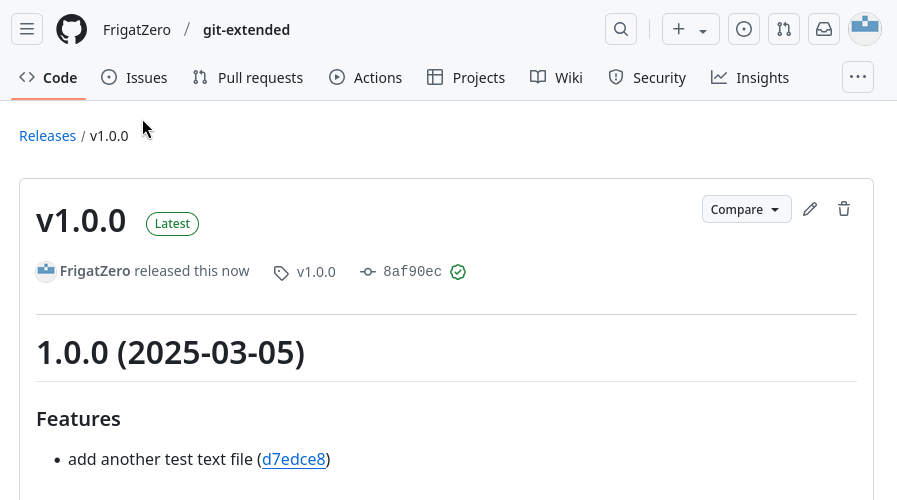 FrigatZero / git-extended
Code Issues Pull requests Actions Projects Wiki Security Insights
Releases / v1.0.0
v1.0.0 Latest Compare
FrigatZero released this now v1.0.0 8af90ec
1.0.0 (2025-03-05)
Features
• add another test text file (d7edce8)